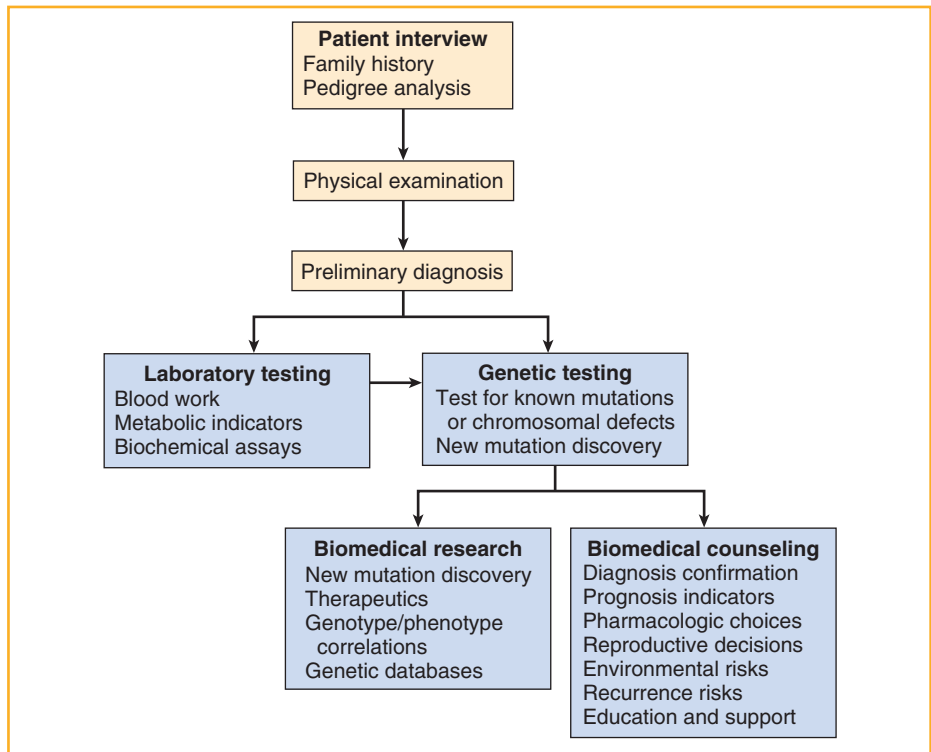 Patient interview
Family history
Pedigree analysis
Physical examination
Preliminary diagnosis
Laboratory testing
Blood work
Metabolic indicators
Biochemical assays
Genetic testing
Test for known mutations
or chromosomal defects
New mutation discovery
Biomedical research
New mutation discovery
Therapeutics
Genotype/phenotype
correlations
Genetic databases
Biomedical counseling
Diagnosis confirmation
Prognosis indicators
Pharmacologic choices
Reproductive decisions
Environmental risks
Recurrence risks
Education and support